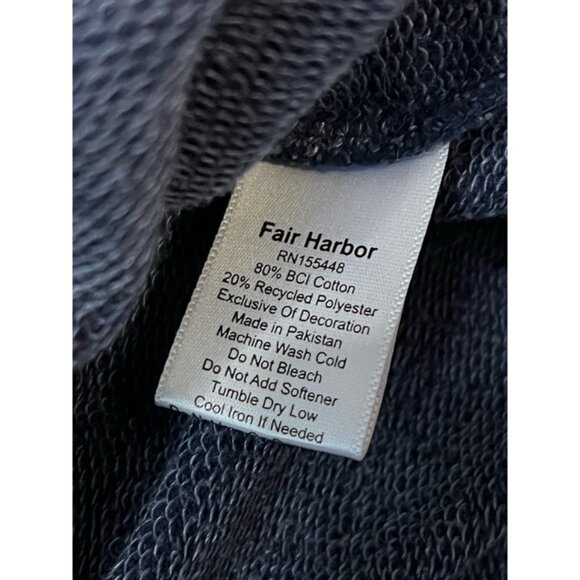 Fair Harbor
RN155448
80% BCI Cotton
20% Recycled Polyester
Exclusive Of Decoration
Made in Pakistan
Machine Wash Cold
Do Not Bleach
Do Not Add Softener
Tumble Dry Low
Cool Iron If Needed